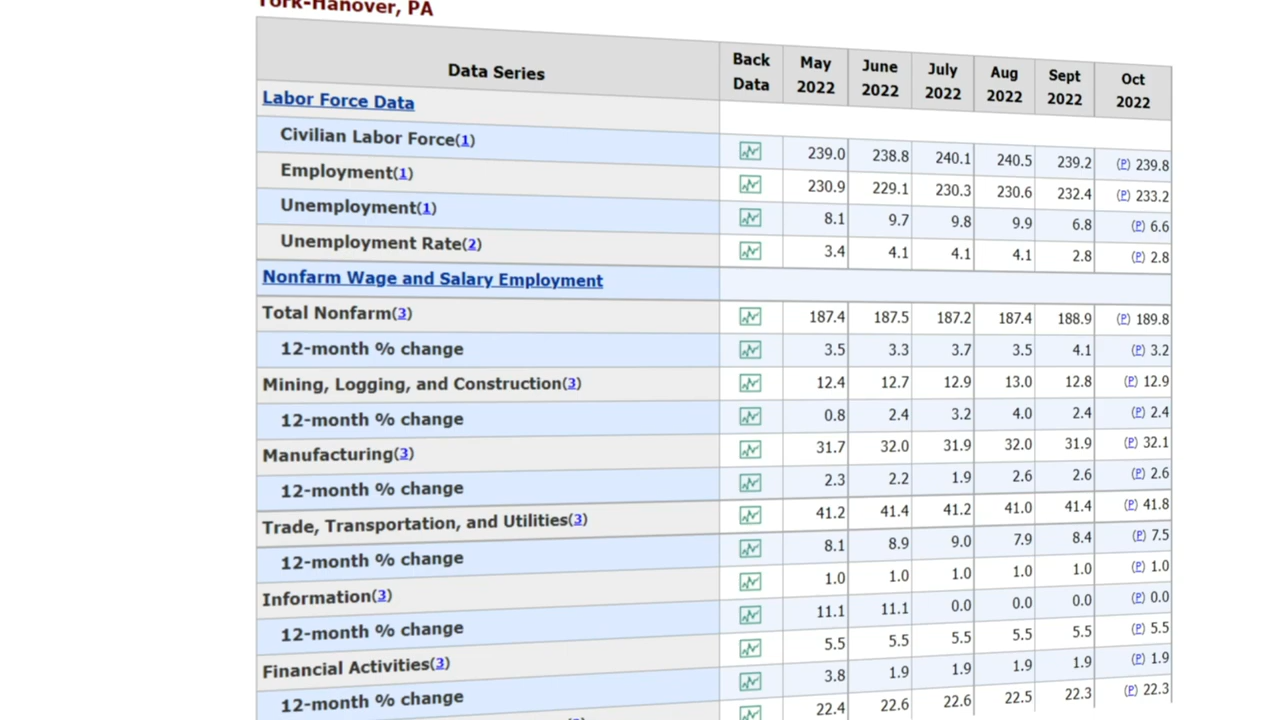 York-Hanover, PA
Data Series Back Data May 2022 June 2022 July 2022 Aug 2022 Sept 2022 Oct 2022
Labor Force Data
Civilian Labor Force(1) 239.0 238.8 240.1 240.5 239.2 (P) 239.8
Employment(1) 230.9 229.1 230.3 230.6 232.4 (P) 233.2
Unemployment(1) 8.1 9.7 9.8 9.9 6.8 (P) 6.6
Unemployment Rate(2) 3.4 4.1 4.1 4.1 2.8 (P) 2.8
Nonfarm Wage and Salary Employment
Total Nonfarm(3) 187.4 187.5 187.2 187.4 188.9 (P) 189.8
12-month % change 3.5 3.3 3.7 3.5 4.1 (P) 3.2
Mining, Logging, and Construction(3) 12.4 12.7 12.9 13.0 12.8 (P) 12.9
12-month % change 0.8 2.4 3.2 4.0 2.4 (P) 2.4
Manufacturing(3) 31.7 32.0 31.9 32.0 31.9 (P) 32.1
12-month % change 2.3 2.2 1.9 2.6 2.6 (P) 2.6
Trade, Transportation, and Utilities(3) 41.2 41.4 41.2 41.0 41.4 (P) 41.8
12-month % change 8.1 8.9 9.0 7.9 8.4 (P) 7.5
Information(3) 1.0 1.0 1.0 1.0 1.0 (P) 1.0
12-month % change 11.1 11.1 0.0 0.0 0.0 (P) 0.0
Financial Activities(3) 5.5 5.5 5.5 5.5 5.5 (P) 5.5
12-month % change 3.8 1.9 1.9 1.9 1.9 (P) 1.9
22.4 22.6 22.6 22.5 22.3 (P) 22.3